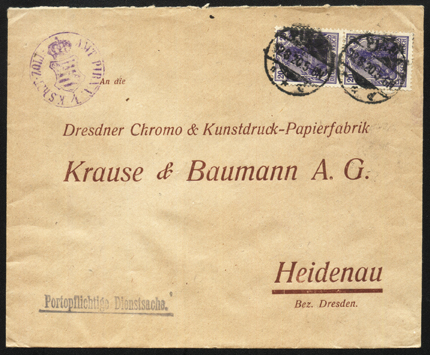 An die
Dresdner Chromo & Kunstdruck-Papierfabrik
Krause & Baumann A. G.
Heidenau
Bez. Dresden.
Portopflichtige Dienstsache.